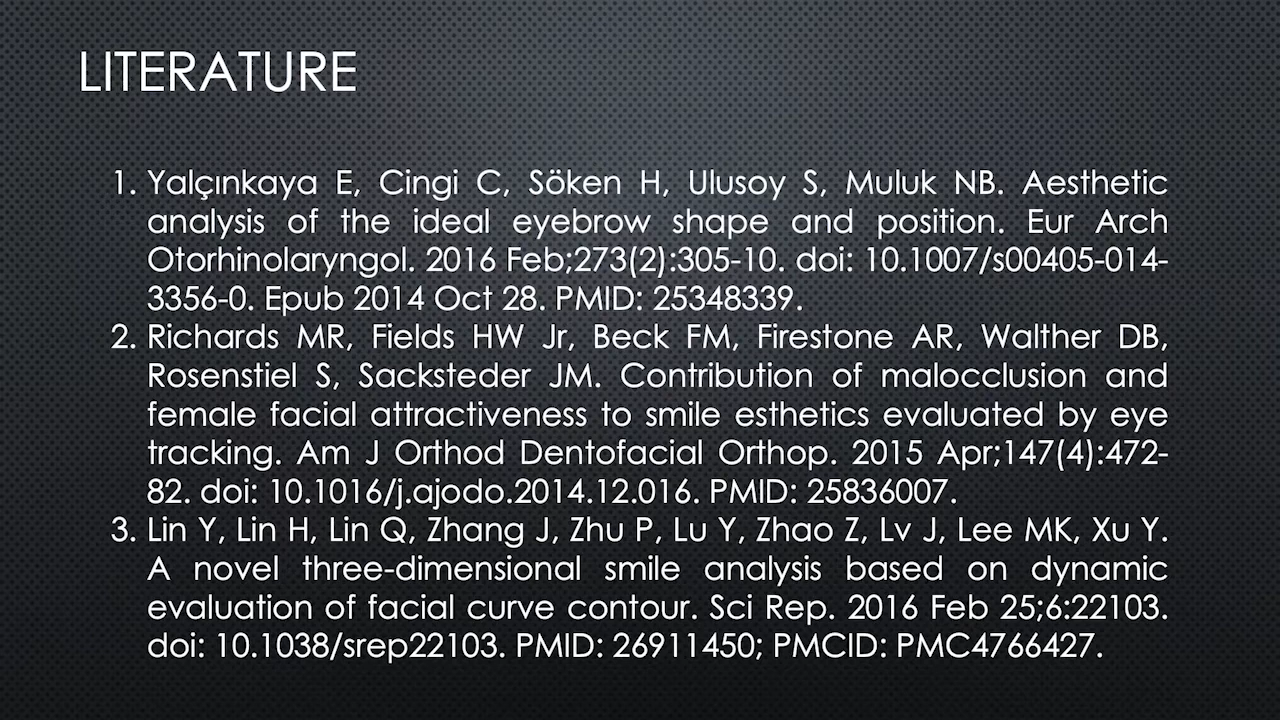 LITERATURE
1. Yalçınkaya E, Cingi C, Söken H, Ulusoy S, Muluk NB. Aesthetic
analysis of the ideal eyebrow shape and position. Eur Arch
Otorhinolaryngol. 2016 Feb;273(2):305-10. doi: 10.1007/s00405-014-
3356-0. Epub 2014 Oct 28. PMID: 25348339.
2. Richards MR, Fields HW Jr, Beck FM, Firestone AR, Walther DB,
Rosenstiel S, Sacksteder JM. Contribution of malocclusion and
female facial attractiveness to smile esthetics evaluated by eye
tracking. Am J Orthod Dentofacial Orthop. 2015 Apr;147(4):472-
82. doi: 10.1016/j.ajodo.2014.12.016. PMID: 25836007.
3. Lin Y, Lin H, Lin Q, Zhang J, Zhu P, Lu Y, Zhao Z, Lv J, Lee MK, Xu Y.
A novel three-dimensional smile analysis based on dynamic
evaluation of facial curve contour. Sci Rep. 2016 Feb 25;6:22103.
doi: 10.1038/srep22103. PMID: 26911450; PMCID: PMC4766427.